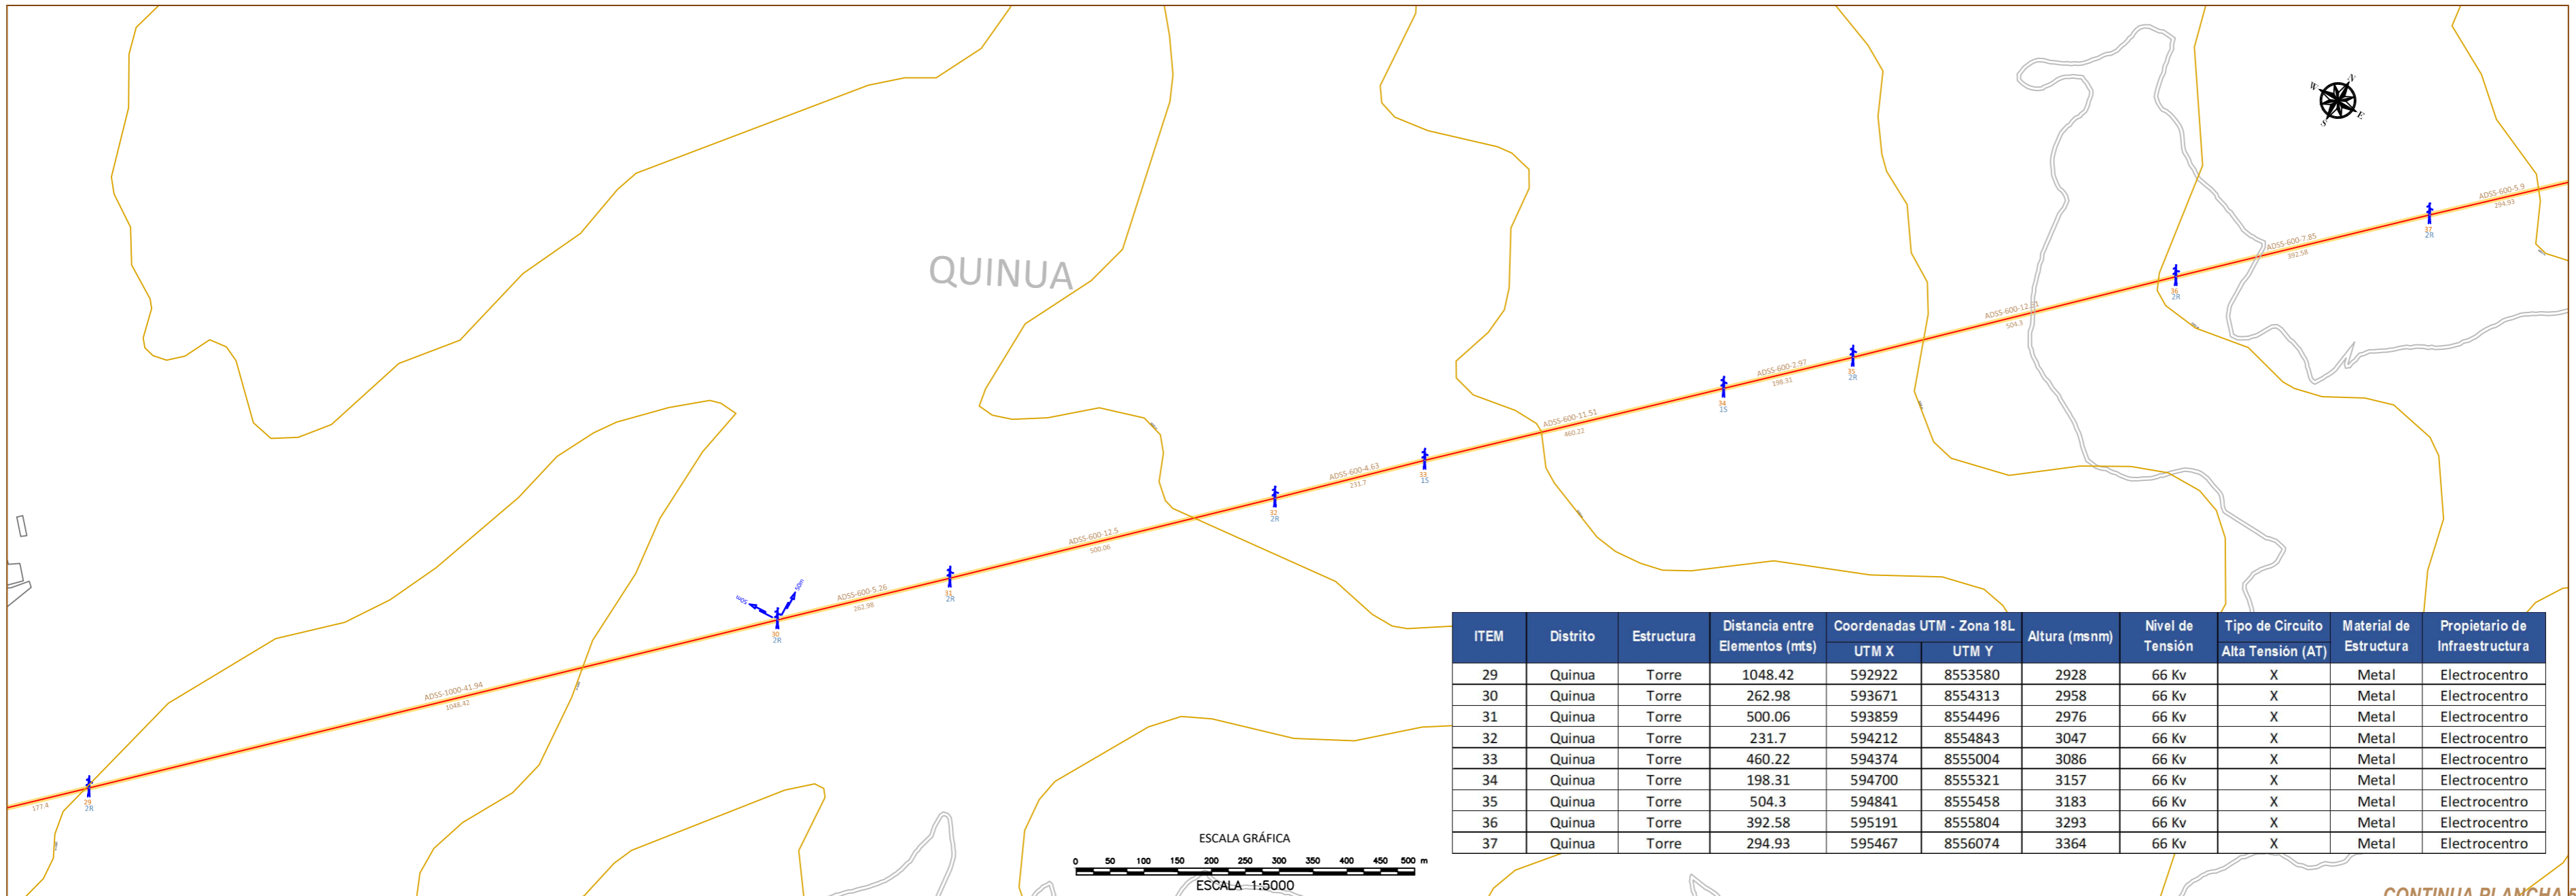 N
W
E
S
QUINUA
ADSS-600-5.9
294.93
37
2R
ADSS-600-7.85
392.58
36
2R
ADSS-600-12.61
504.3
35
2R
ADSS-600-2.97
198.31
34
1S
ADSS-600-11.51
460.22
33
1S
ADSS-600-4.63
231.7
32
2R
ADSS-600-12.5
500.06
31
2R
ADSS-600-5.26
262.98
50m
50m
30
2R
ADSS-1000-41.94
1048.42
29
2R
177.4
ITEM Distrito Estructura Distancia entre Elementos (mts) Coordenadas UTM - Zona 18L Altura (msnm) Nivel de Tensión Tipo de Circuito Material de Estructura Propietario de Infraestructura
UTM X UTM Y Alta Tensión (AT)
29 Quinua Torre 1048.42 592922 8553580 2928 66 Kv X Metal Electrocentro
30 Quinua Torre 262.98 593671 8554313 2958 66 Kv X Metal Electrocentro
31 Quinua Torre 500.06 593859 8554496 2976 66 Kv X Metal Electrocentro
32 Quinua Torre 231.7 594212 8554843 3047 66 Kv X Metal Electrocentro
33 Quinua Torre 460.22 594374 8555004 3086 66 Kv X Metal Electrocentro
34 Quinua Torre 198.31 594700 8555321 3157 66 Kv X Metal Electrocentro
35 Quinua Torre 504.3 594841 8555458 3183 66 Kv X Metal Electrocentro
36 Quinua Torre 392.58 595191 8555804 3293 66 Kv X Metal Electrocentro
37 Quinua Torre 294.93 595467 8556074 3364 66 Kv X Metal Electrocentro
ESCALA GRÁFICA
0 50 100 150 200 250 300 350 400 450 500 m
ESCALA 1:5000
CONTINUA PLANCHA